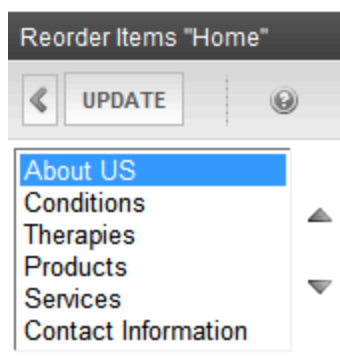 Reorder Items "Home"
UPDATE
About US
Conditions
Therapies
Products
Services
Contact Information